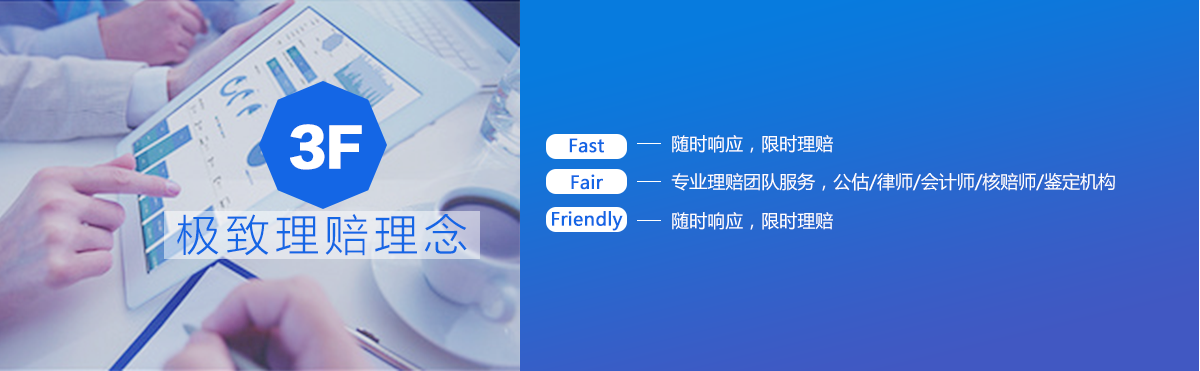 3F
极致理赔理念
Fast — 随时响应，限时理赔
Fair — 专业理赔团队服务，公估/律师/会计师/核赔师/鉴定机构
Friendly — 随时响应，限时理赔